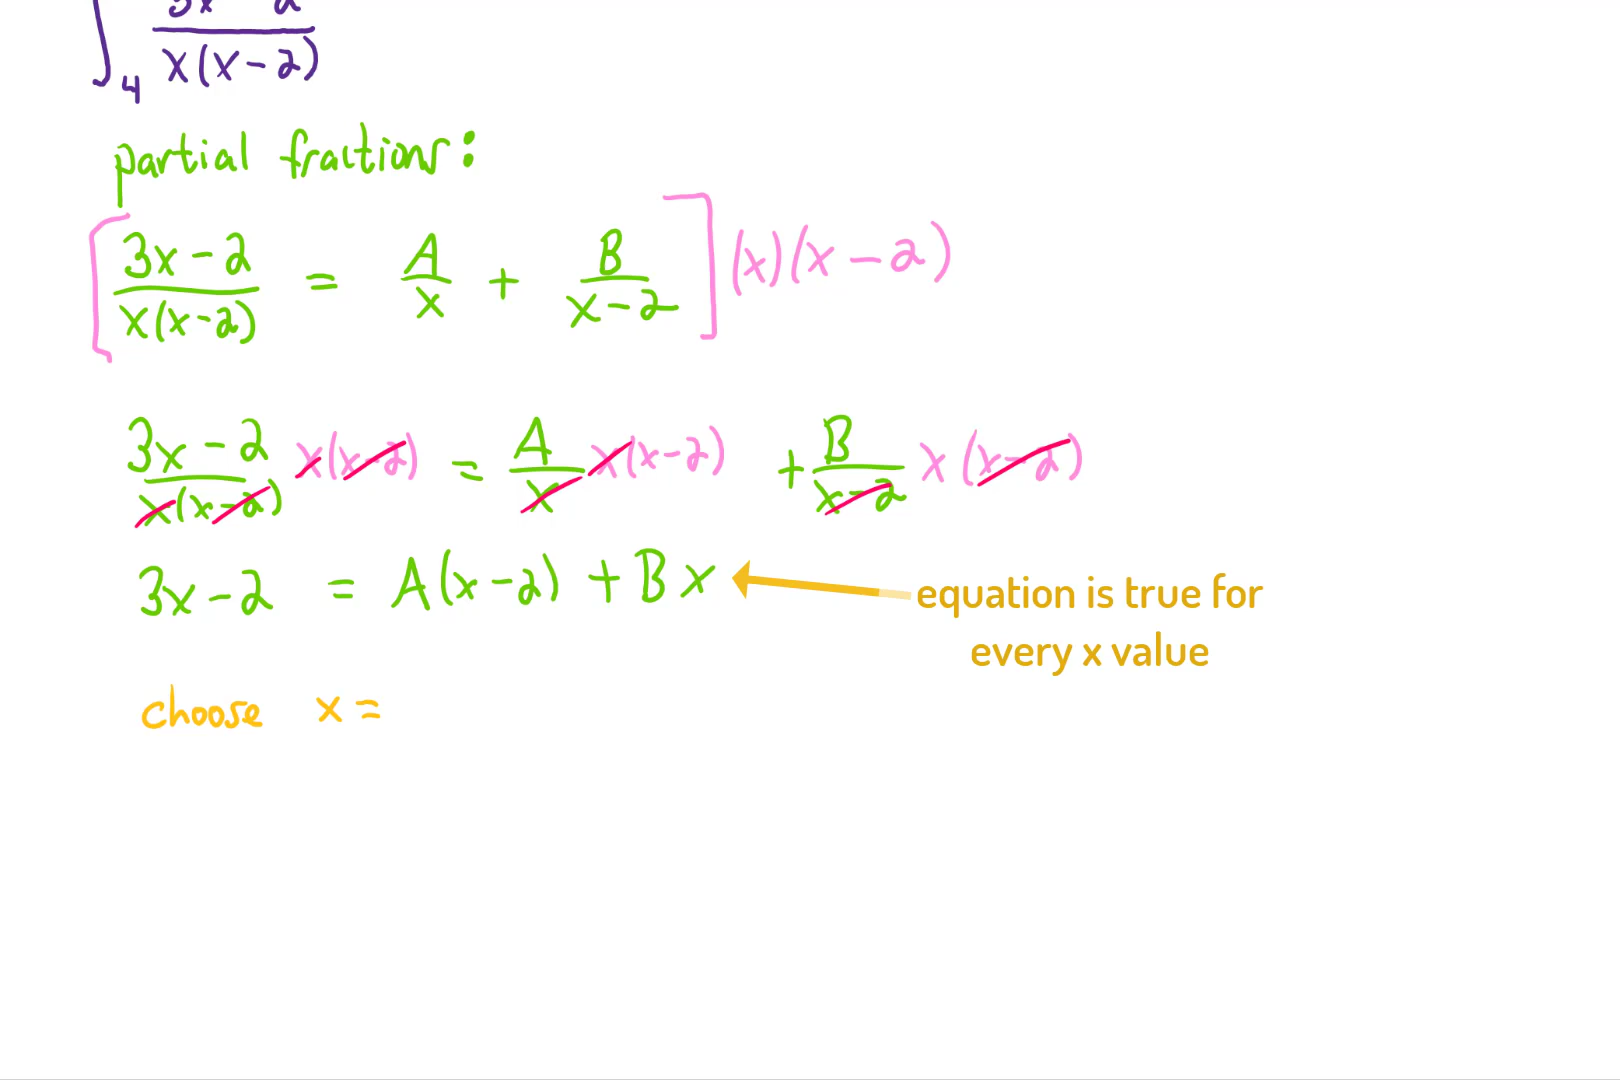 ∫₄ (3x - 2)/(x(x-2))
partial fractions:
[(3x-2)/(x(x-2)) = A/x + B/(x-2)] (x)(x-2)
(3x-2)/(x(x-2)) x(x-2) = A/x x(x-2) + B/(x-2) x(x-2)
3x-2 = A(x-2) + Bx
equation is true for
every x value
choose x =